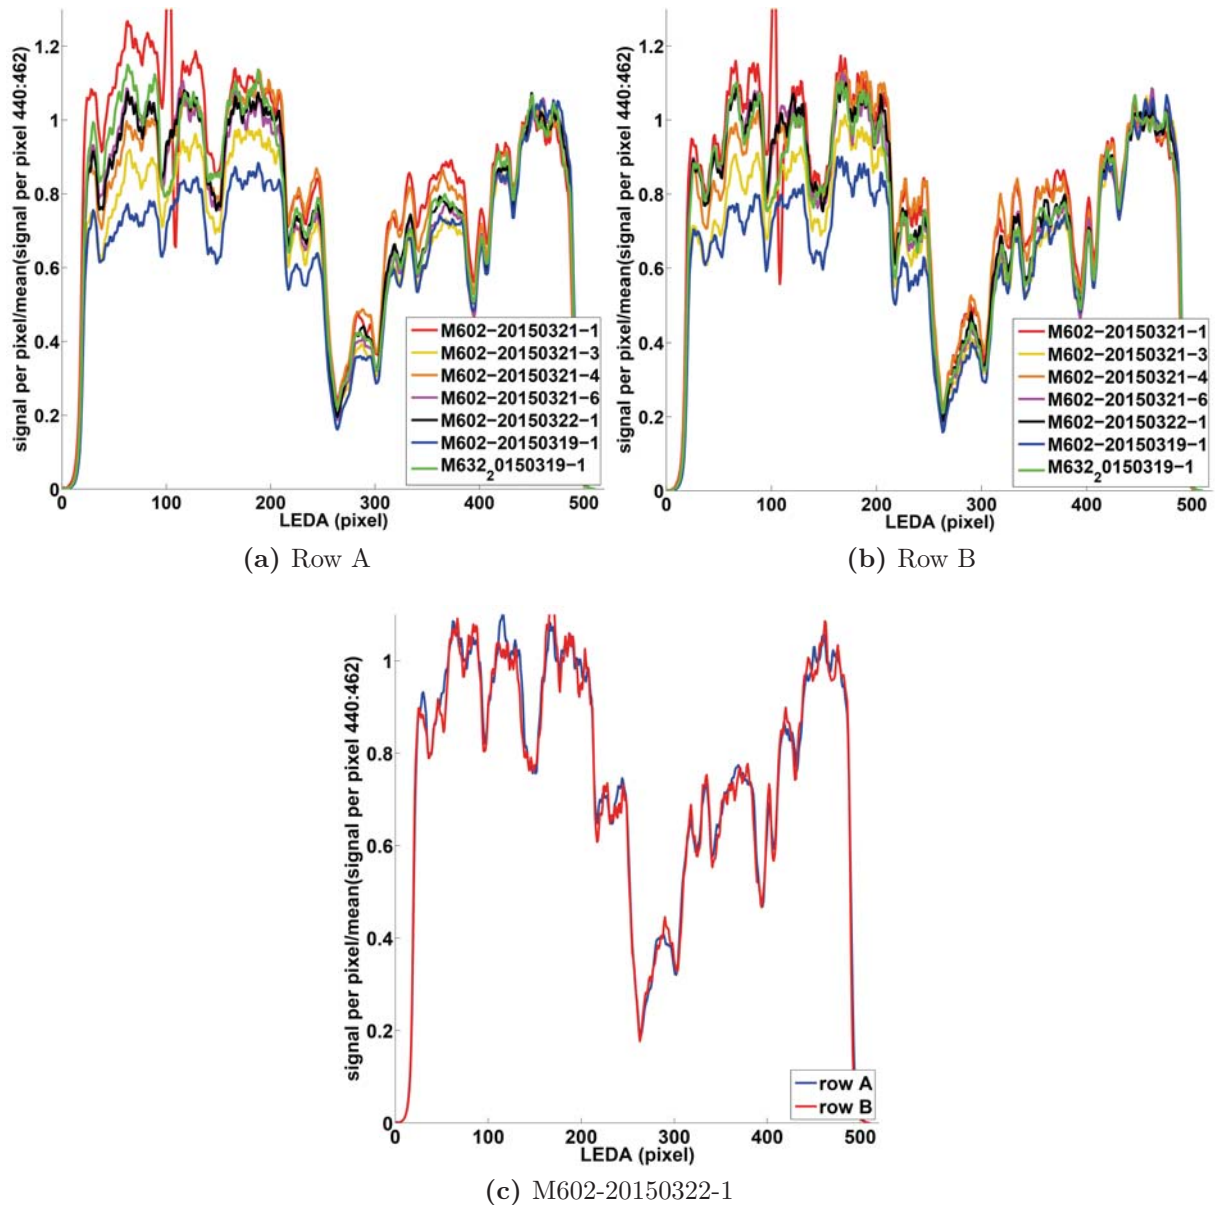 signal per pixel/mean(signal per pixel 440:462)
1.2
1
0.8
0.6
0.4
0.2
0
0 100 200 300 400 500
LEDA (pixel)
M602-20150321-1
M602-20150321-3
M602-20150321-4
M602-20150321-6
M602-20150322-1
M602-20150319-1
M632₂0150319-1
(a) Row A
signal per pixel/mean(signal per pixel 440:462)
1.2
1
0.8
0.6
0.4
0.2
0
0 100 200 300 400 500
LEDA (pixel)
M602-20150321-1
M602-20150321-3
M602-20150321-4
M602-20150321-6
M602-20150322-1
M602-20150319-1
M632₂0150319-1
(b) Row B
signal per pixel/mean(signal per pixel 440:462)
1
0.8
0.6
0.4
0.2
0
0 100 200 300 400 500
LEDA (pixel)
row A
row B
(c) M602-20150322-1